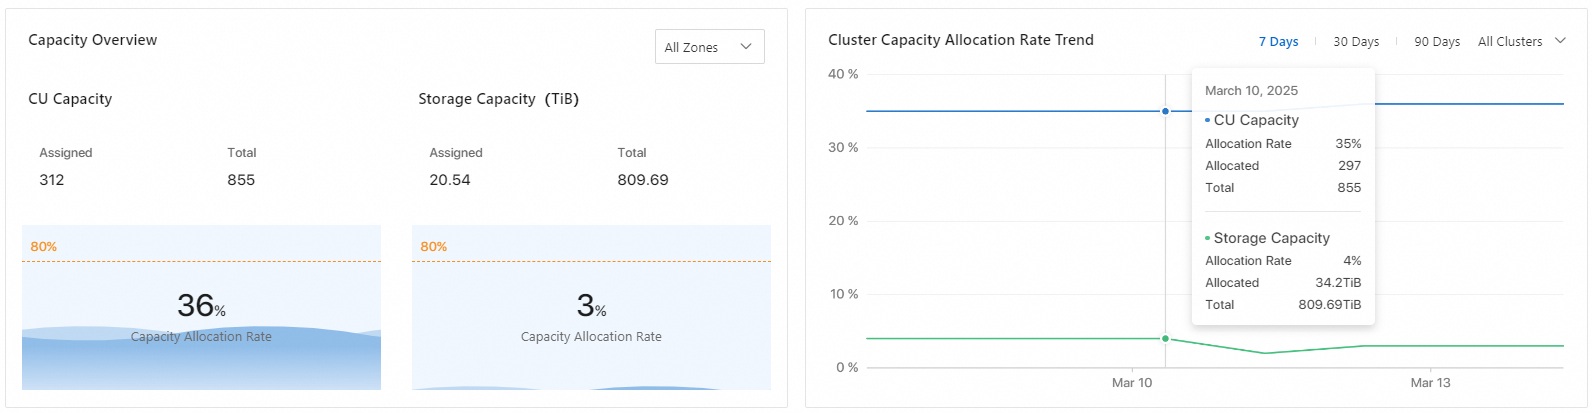 Capacity Overview
All Zones
CU Capacity
Assigned
Total
312
855
80%
36%
Capacity Allocation Rate
Storage Capacity (TiB)
Assigned
Total
20.54
809.69
80%
3%
Capacity Allocation Rate
Cluster Capacity Allocation Rate Trend
7 Days
30 Days
90 Days
All Clusters
40 %
30 %
20 %
10 %
0 %
Mar 10
Mar 13
March 10, 2025
CU Capacity
Allocation Rate 35%
Allocated 297
Total 855
Storage Capacity
Allocation Rate 4%
Allocated 34.2TiB
Total 809.69TiB